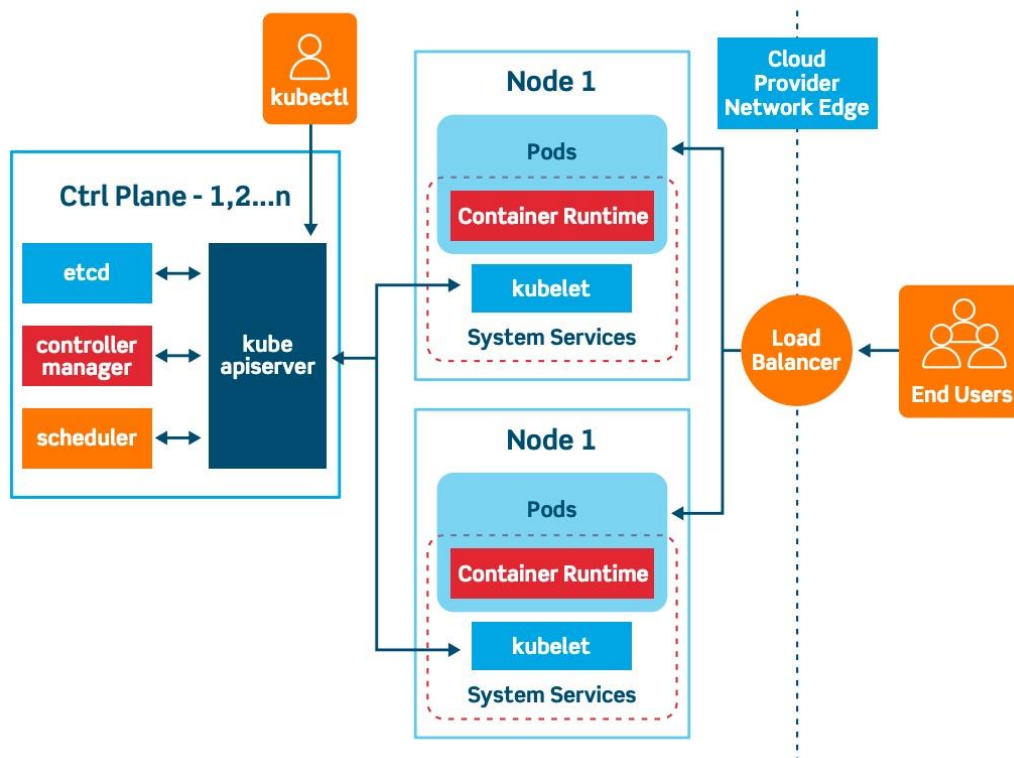 kubectl
Ctrl Plane - 1,2...n
etcd
controller
manager
scheduler
kube
apiserver
Node 1
Pods
Container Runtime
kubelet
System Services
Node 1
Pods
Container Runtime
kubelet
System Services
Cloud
Provider
Network Edge
Load
Balancer
End Users